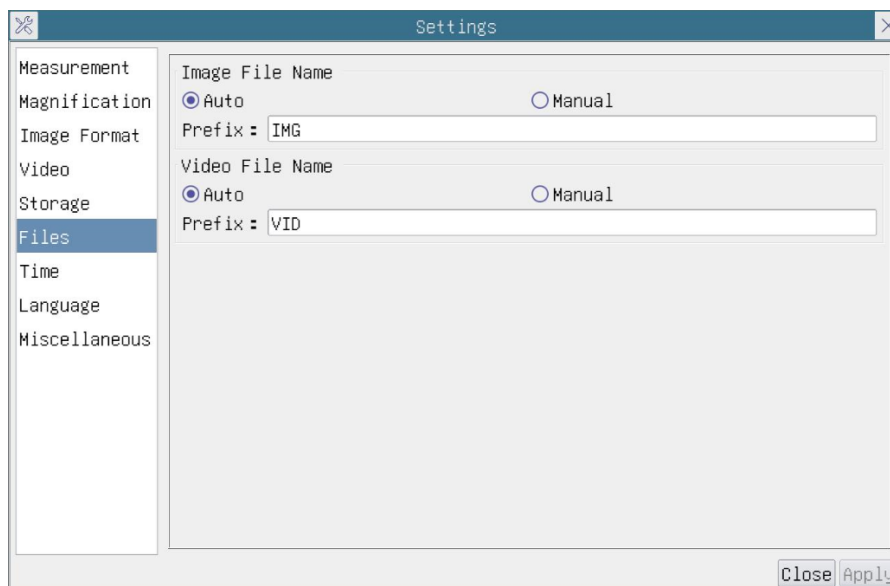 Settings
Measurement
Magnification
Image Format
Video
Storage
Files
Time
Language
Miscellaneous
Image File Name
Auto Manual
Prefix: IMG
Video File Name
Auto Manual
Prefix: VID
Close Apply